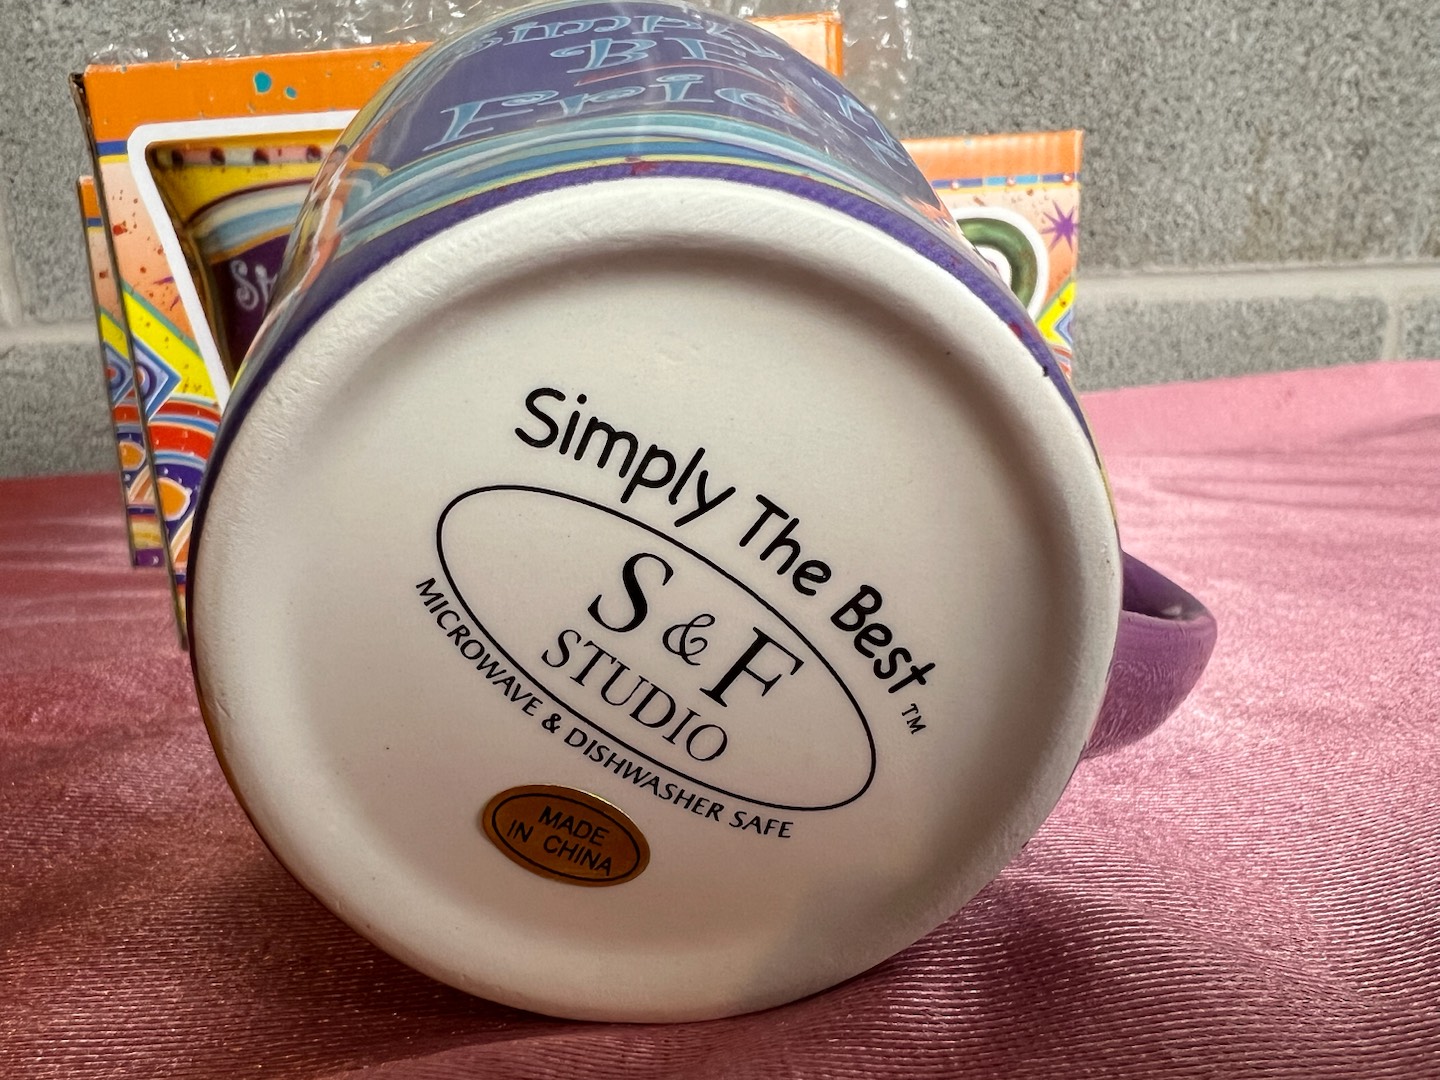 Simply The Best ™
S & F
STUDIO
MICROWAVE & DISHWASHER SAFE
MADE
IN CHINA